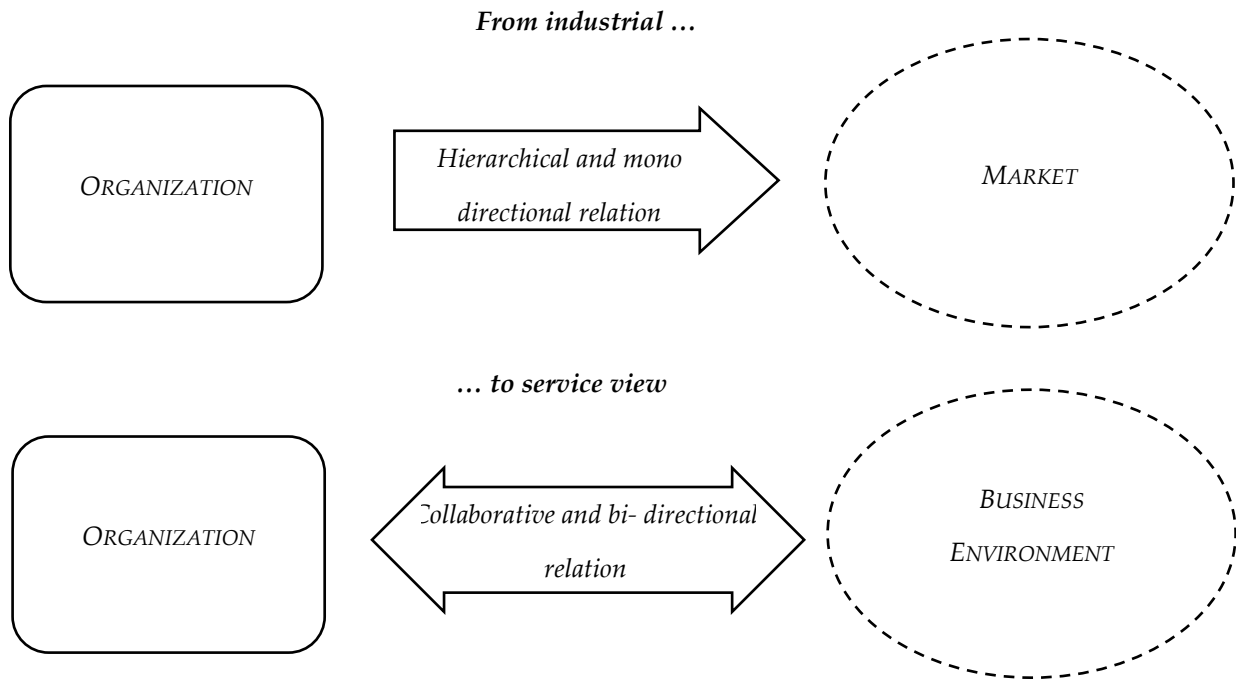 From industrial …
ORGANIZATION
Hierarchical and mono
directional relation
MARKET
… to service view
ORGANIZATION
Collaborative and bi- directional
relation
BUSINESS
ENVIRONMENT